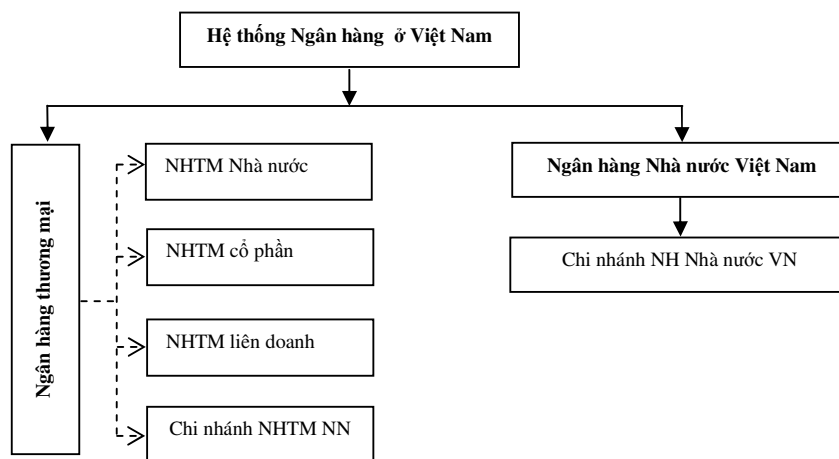 Hệ thống Ngân hàng ở Việt Nam
Ngân hàng thương mại
NHTM Nhà nước
NHTM cổ phần
NHTM liên doanh
Chi nhánh NHTM NN
Ngân hàng Nhà nước Việt Nam
Chi nhánh NH Nhà nước VN